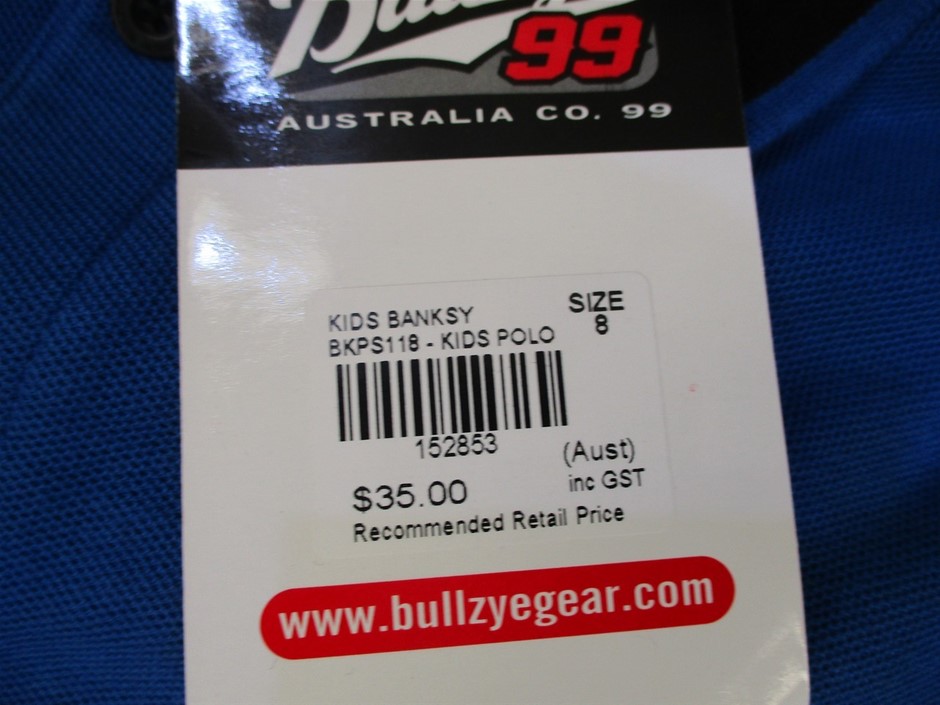 99
AUSTRALIA CO. 99
KIDS BANKSY
BKPS118 - KIDS POLO
SIZE
8
152853
(Aust)
$35.00
inc GST
Recommended Retail Price
www.bullzyegear.com